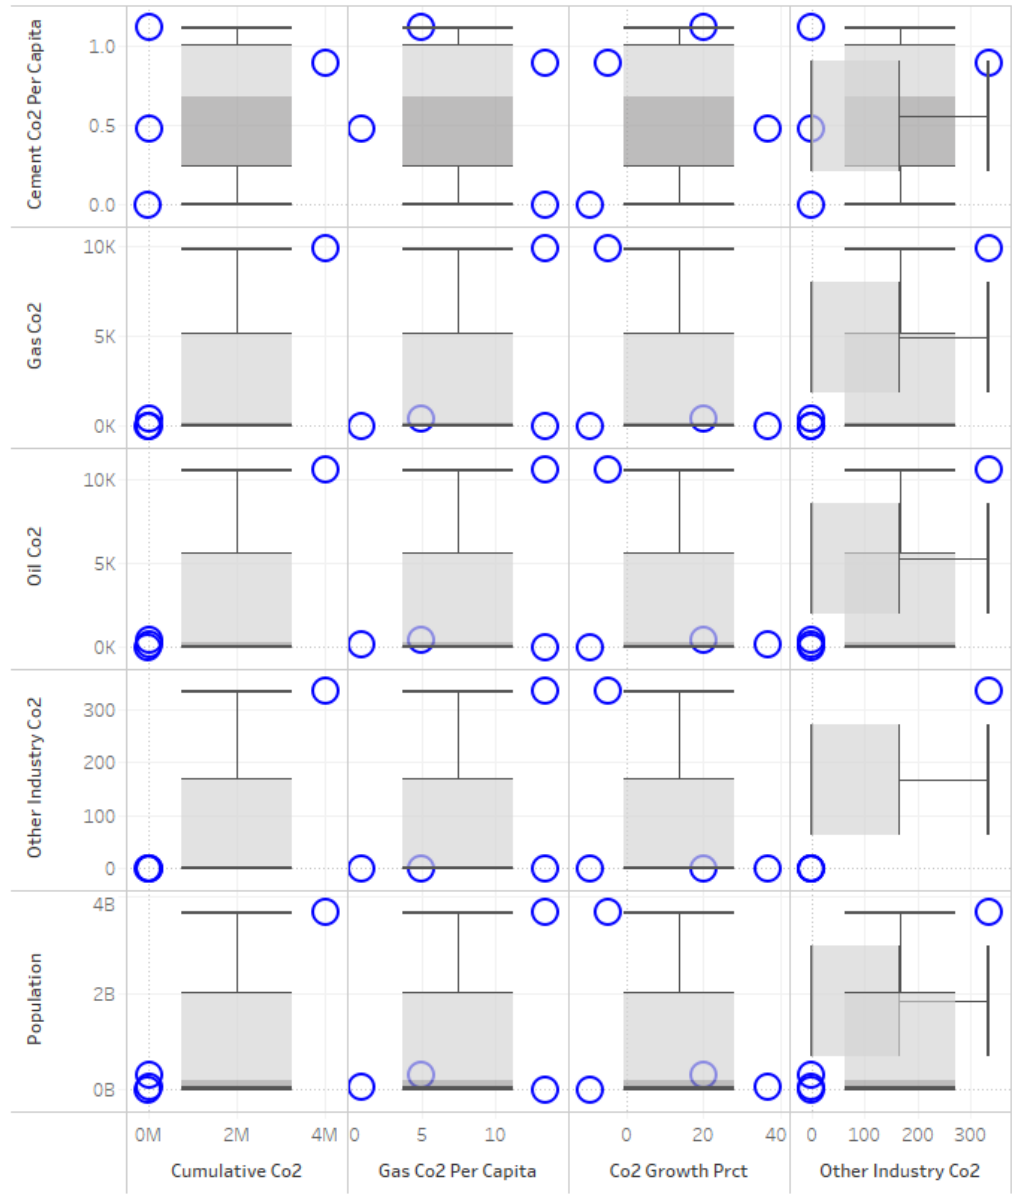 Cement Co2 Per Capita
1.0
0.5
0.0
Gas Co2
10K
5K
0K
Oil Co2
10K
5K
0K
Other Industry Co2
300
200
100
0
Population
4B
2B
0B
0M 2M 4M 0 5 10 0 20 40 0 100 200 300
Cumulative Co2 Gas Co2 Per Capita Co2 Growth Prct Other Industry Co2